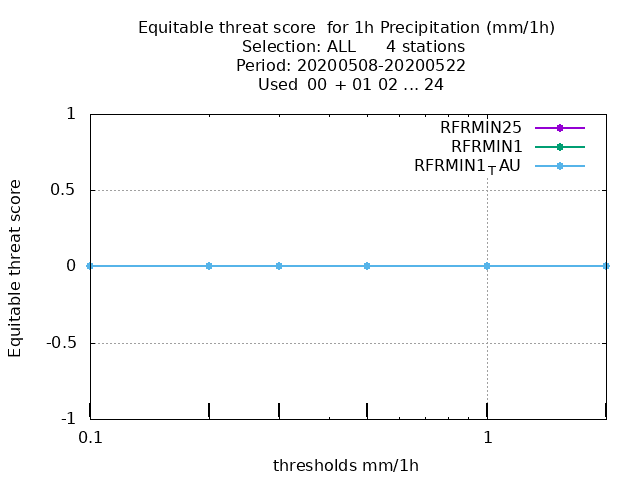 Equitable threat score for 1h Precipitation (mm/1h)
Selection: ALL 4 stations
Period: 20200508-20200522
Used 00 + 01 02 ... 24
RFRMIN25
RFRMIN1
RFRMIN1TAU
1
0.5
0
-0.5
-1
Equitable threat score
0.1
1
thresholds mm/1h